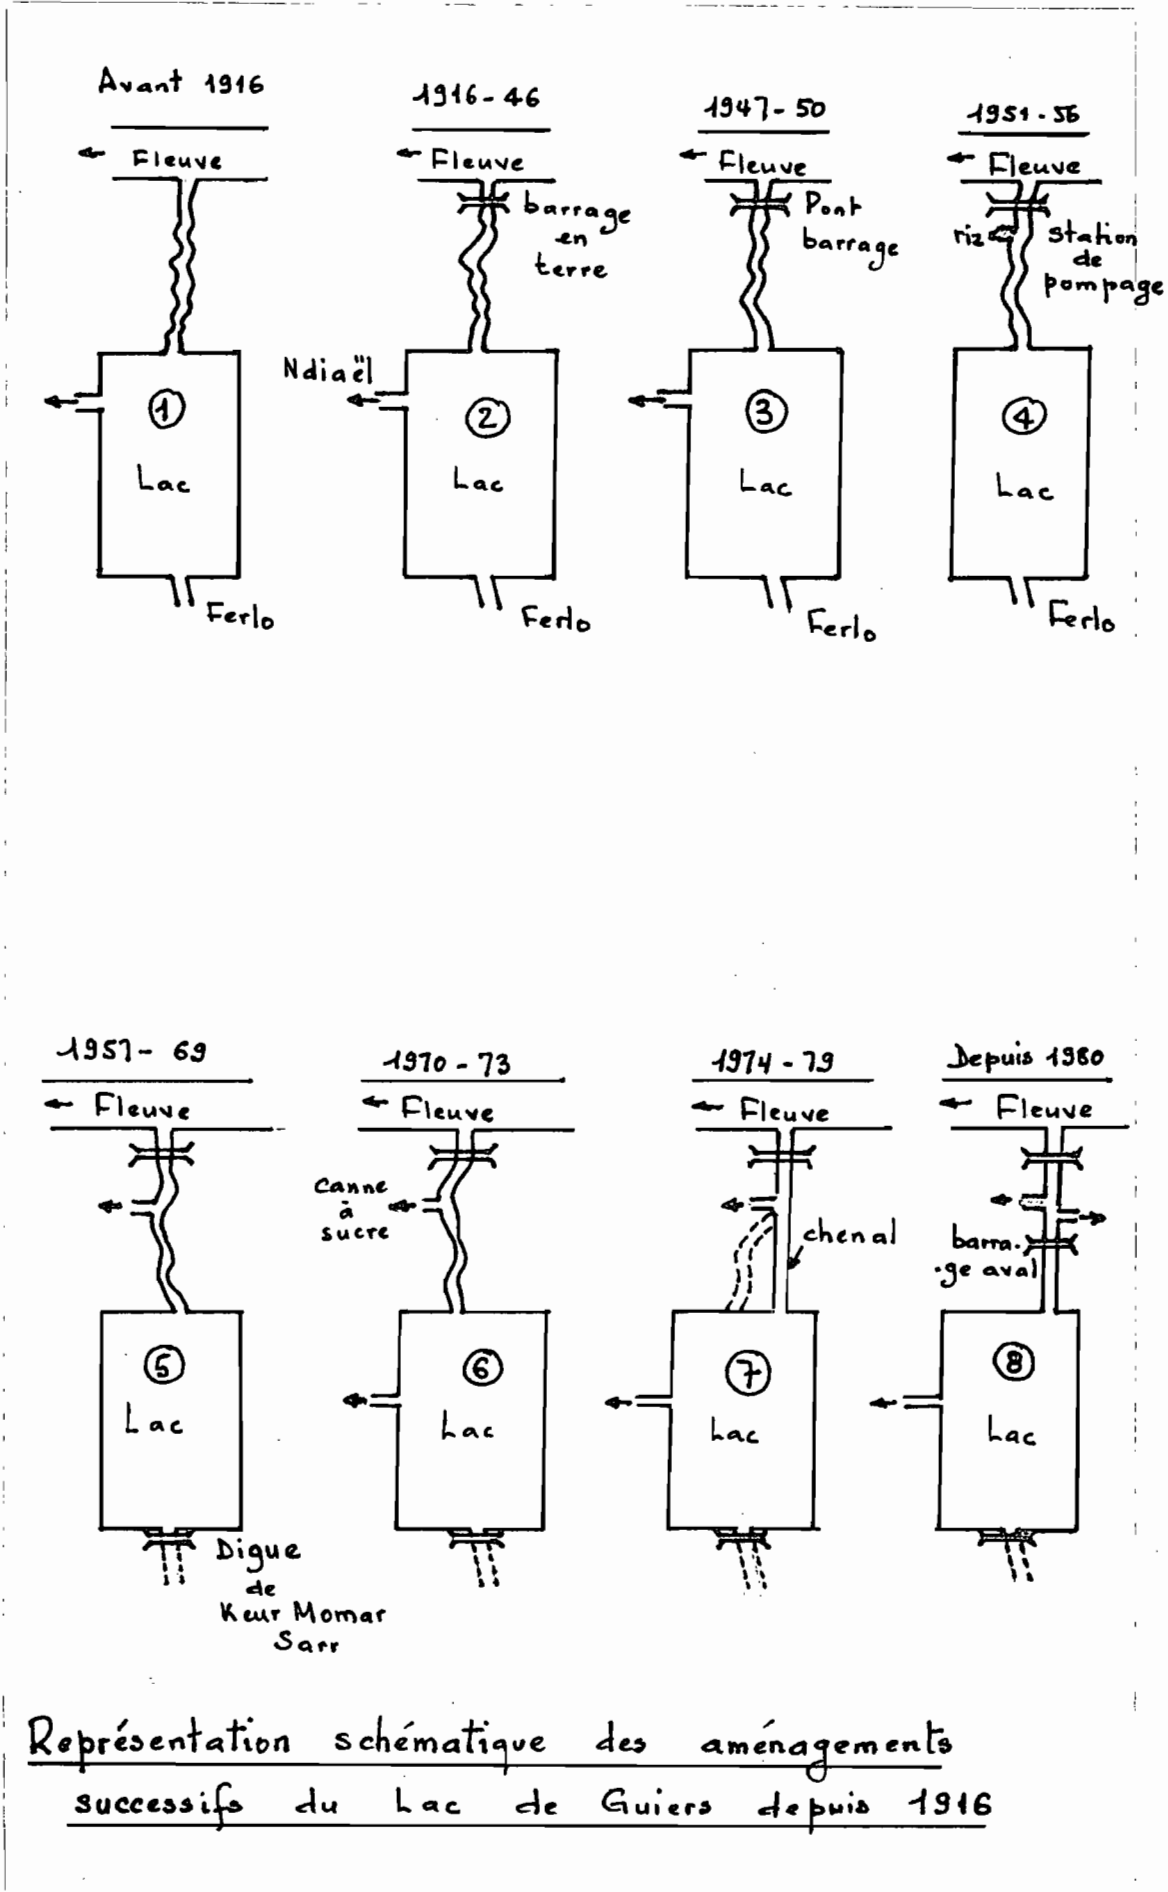 Avant 1916
← Fleuve
1
Lac
Ferlo
1916-46
← Fleuve
barrage
en
terre
Ndiaël
2
Lac
Ferlo
1947-50
← Fleuve
Pont
barrage
3
Lac
Ferlo
1951-56
← Fleuve
riz
station
de
pompage
4
Lac
Ferlo
1957-69
← Fleuve
5
Lac
Digue
de
Keur Momar
Sarr
1970-73
← Fleuve
Canne
à
sucre
6
Lac
1974-79
← Fleuve
chenal
7
Lac
Depuis 1980
← Fleuve
barra-
-ge aval
8
Lac
Représentation schématique des aménagements
successifs du Lac de Guiers depuis 1916